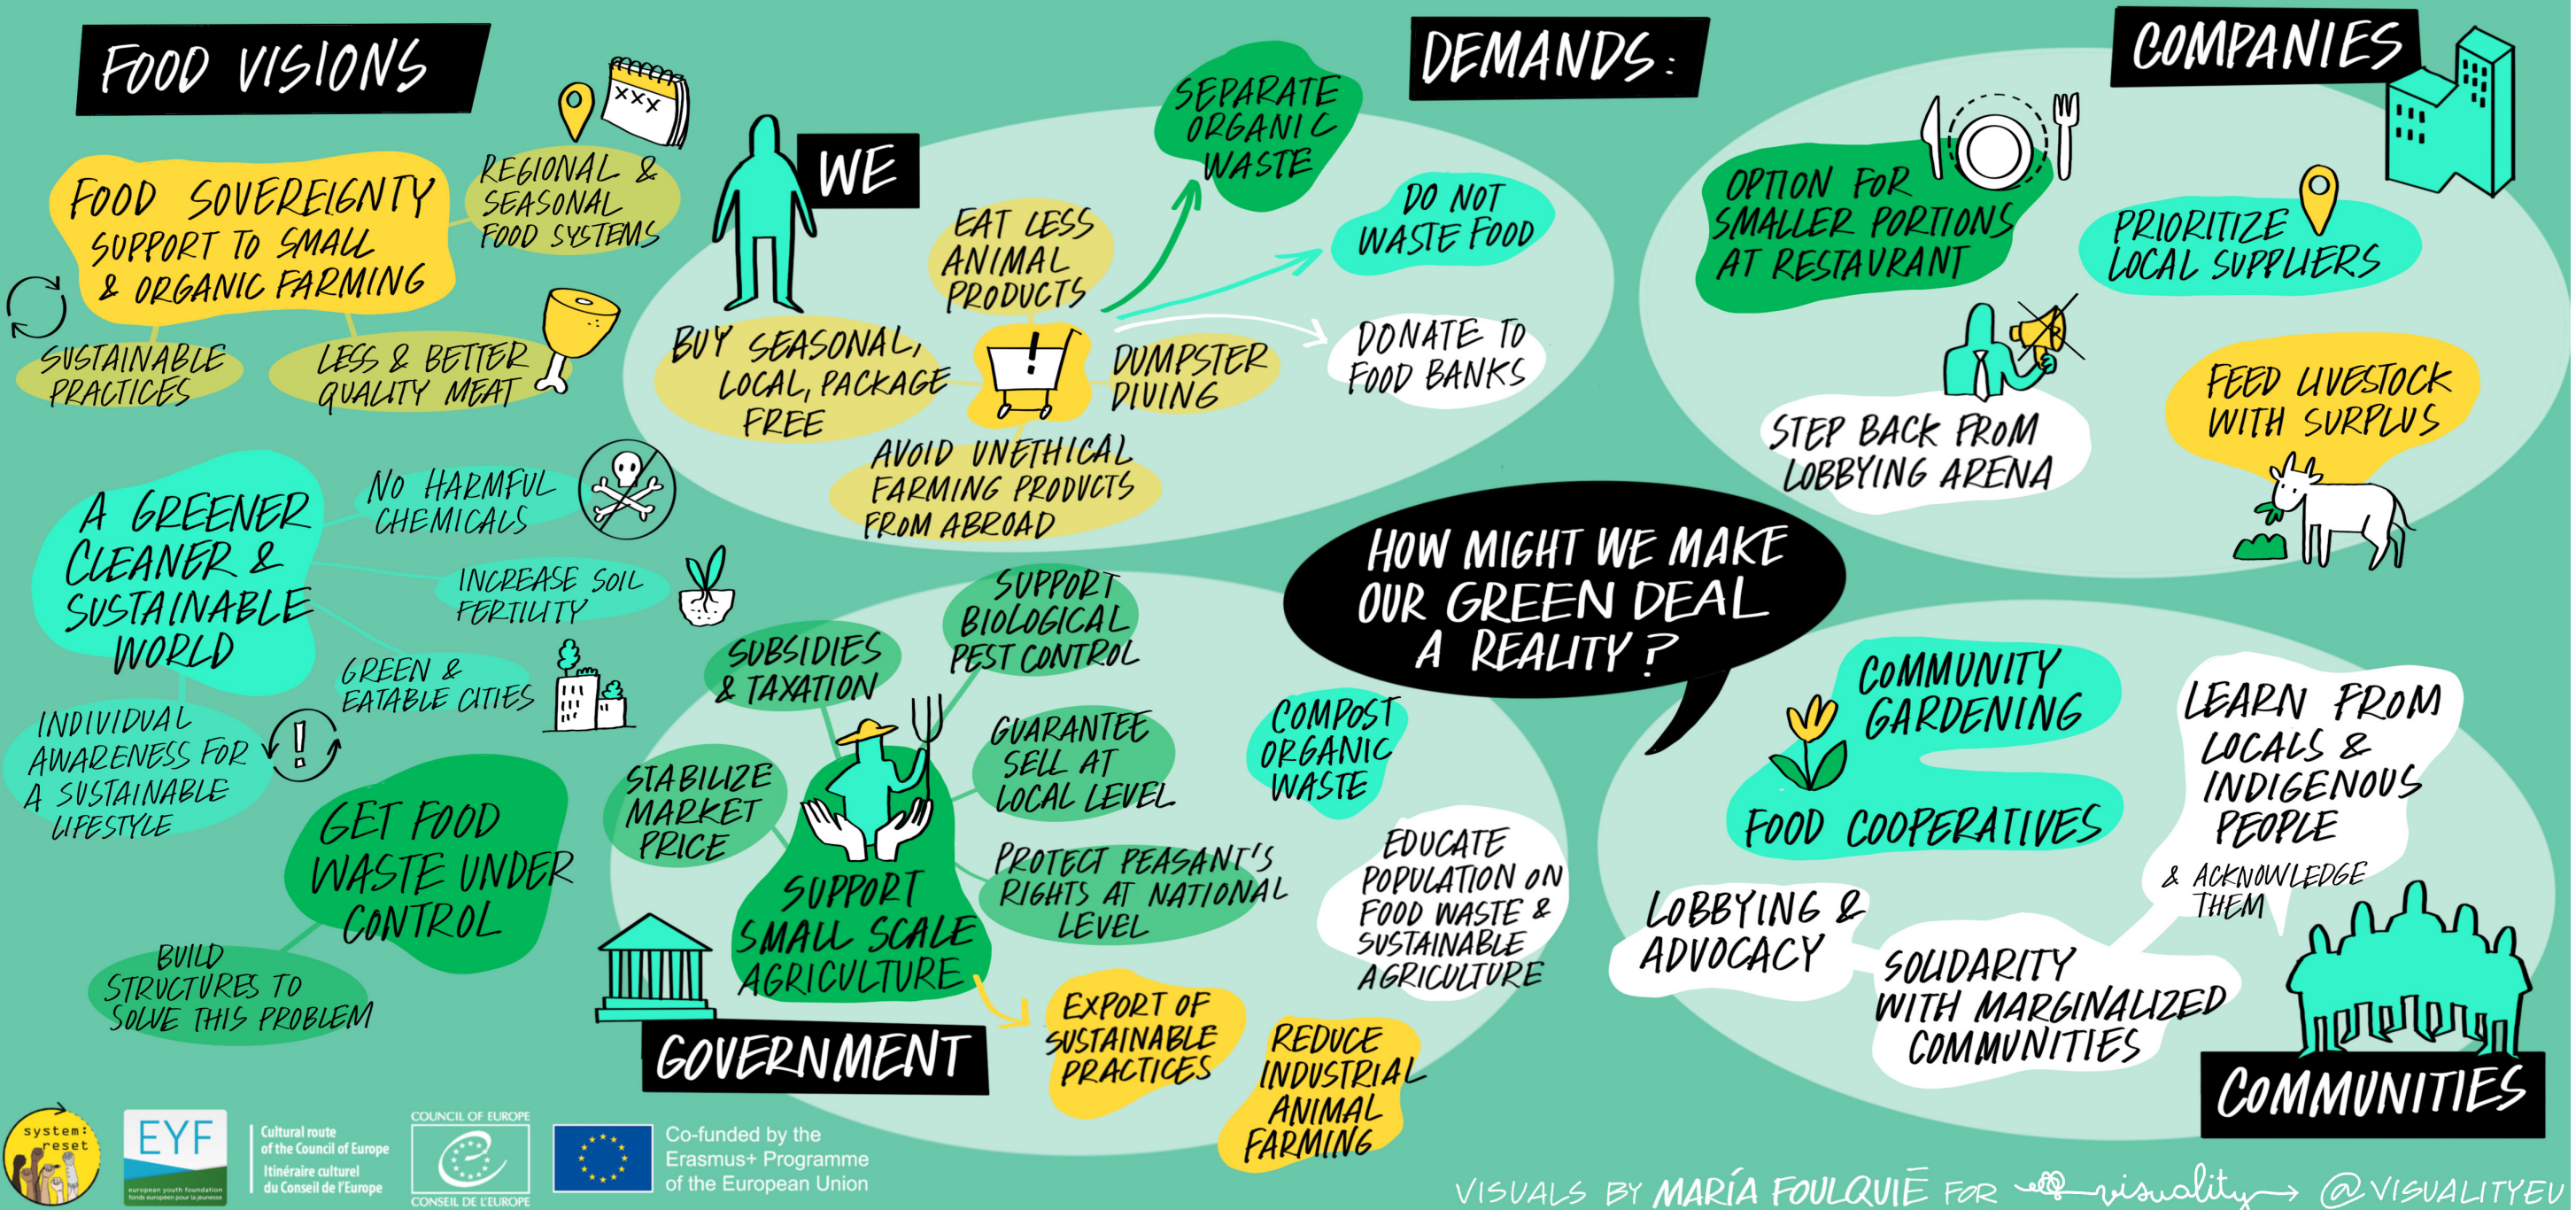 FOOD VISIONS
FOOD SOVEREIGNTY
SUPPORT TO SMALL
& ORGANIC FARMING
REGIONAL &
SEASONAL
FOOD SYSTEMS
XXX
SUSTAINABLE
PRACTICES
LESS & BETTER
QUALITY MEAT
A GREENER
CLEANER &
SUSTAINABLE
WORLD
NO HARMFUL
CHEMICALS
INCREASE SOIL
FERTILITY
GREEN &
EATABLE CITIES
INDIVIDUAL
AWARENESS FOR
A SUSTAINABLE
LIFESTYLE
!
GET FOOD
WASTE UNDER
CONTROL
BUILD
STRUCTURES TO
SOLVE THIS PROBLEM
DEMANDS:
WE
EAT LESS
ANIMAL
PRODUCTS
BUY SEASONAL,
LOCAL, PACKAGE
FREE
!
DUMPSTER
DIVING
AVOID UNETHICAL
FARMING PRODUCTS
FROM ABROAD
SEPARATE
ORGANIC
WASTE
DO NOT
WASTE FOOD
DONATE TO
FOOD BANKS
COMPANIES
OPTION FOR
SMALLER PORTIONS
AT RESTAURANT
PRIORITIZE
LOCAL SUPPLIERS
STEP BACK FROM
LOBBYING ARENA
FEED LIVESTOCK
WITH SURPLUS
HOW MIGHT WE MAKE
OUR GREEN DEAL
A REALITY?
GOVERNMENT
SUPPORT
SMALL SCALE
AGRICULTURE
STABILIZE
MARKET
PRICE
SUBSIDIES
& TAXATION
SUPPORT
BIOLOGICAL
PEST CONTROL
GUARANTEE
SELL AT
LOCAL LEVEL
PROTECT PEASANT'S
RIGHTS AT NATIONAL
LEVEL
EXPORT OF
SUSTAINABLE
PRACTICES
REDUCE
INDUSTRIAL
ANIMAL
FARMING
COMPOST
ORGANIC
WASTE
EDUCATE
POPULATION ON
FOOD WASTE &
SUSTAINABLE
AGRICULTURE
COMMUNITIES
COMMUNITY
GARDENING
FOOD COOPERATIVES
LEARN FROM
LOCALS &
INDIGENOUS
PEOPLE
& ACKNOWLEDGE
THEM
LOBBYING &
ADVOCACY
SOLIDARITY
WITH MARGINALIZED
COMMUNITIES
system:
reset
EYF
european youth foundation
fonds européen pour la jeunesse
Cultural route
of the Council of Europe
Itinéraire culturel
du Conseil de l'Europe
COUNCIL OF EUROPE
CONSEIL DE L'EUROPE
Co-funded by the
Erasmus+ Programme
of the European Union
VISUALS BY MARÍA FOULQUIÉ FOR visuality @VISUALITYEU